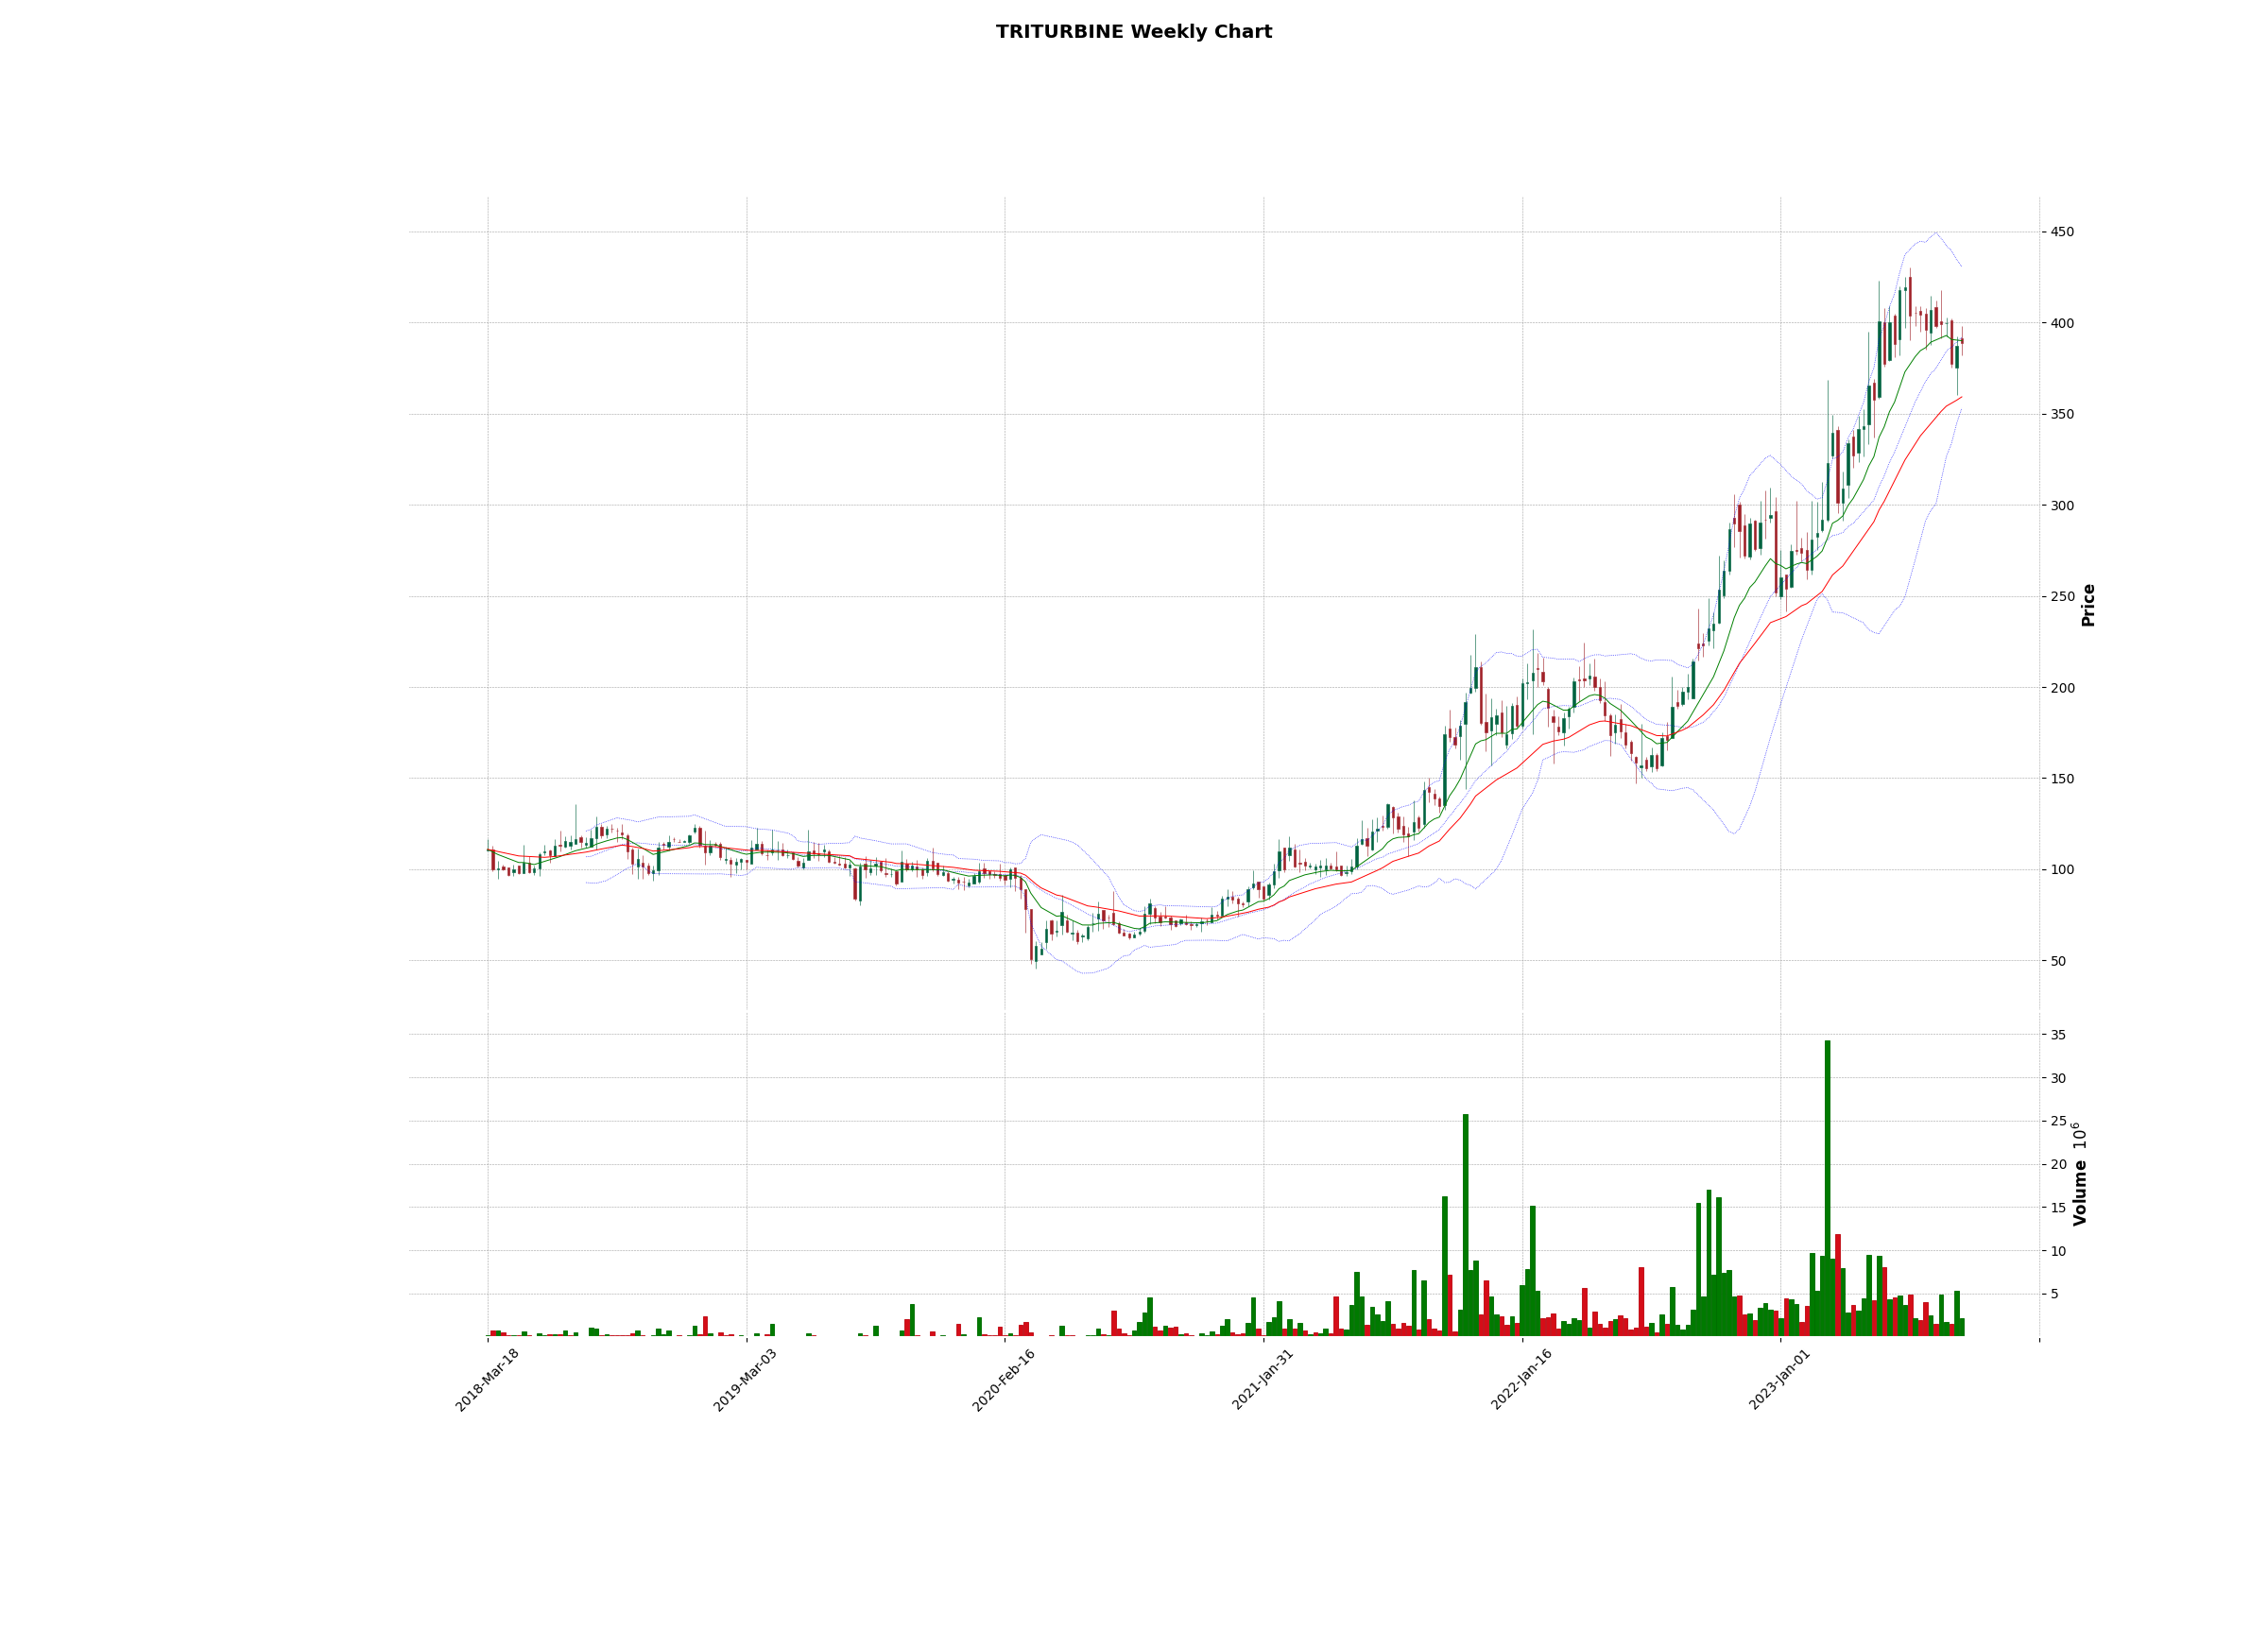 TRITURBINE Weekly Chart
450
400
350
300
250
200
150
100
50
Price
35
30
25
20
15
10
5
Volume 10^6
2018-Mar-18
2019-Mar-03
2020-Feb-16
2021-Jan-31
2022-Jan-16
2023-Jan-01